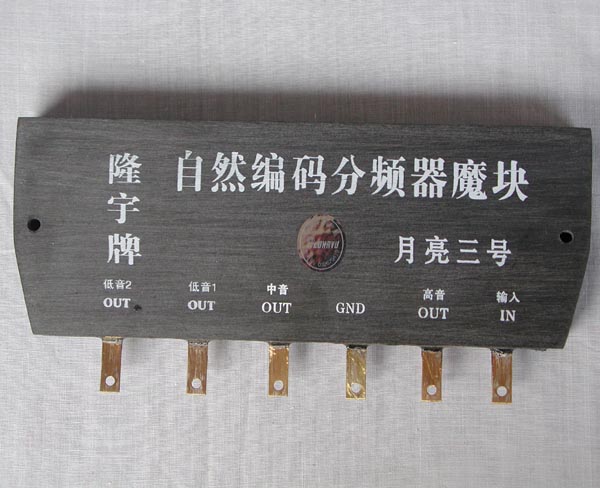 隆宇牌
自然编码分频器魔块
月亮三号
低音2 OUT
低音1 OUT
中音 OUT
GND
高音 OUT
输入 IN